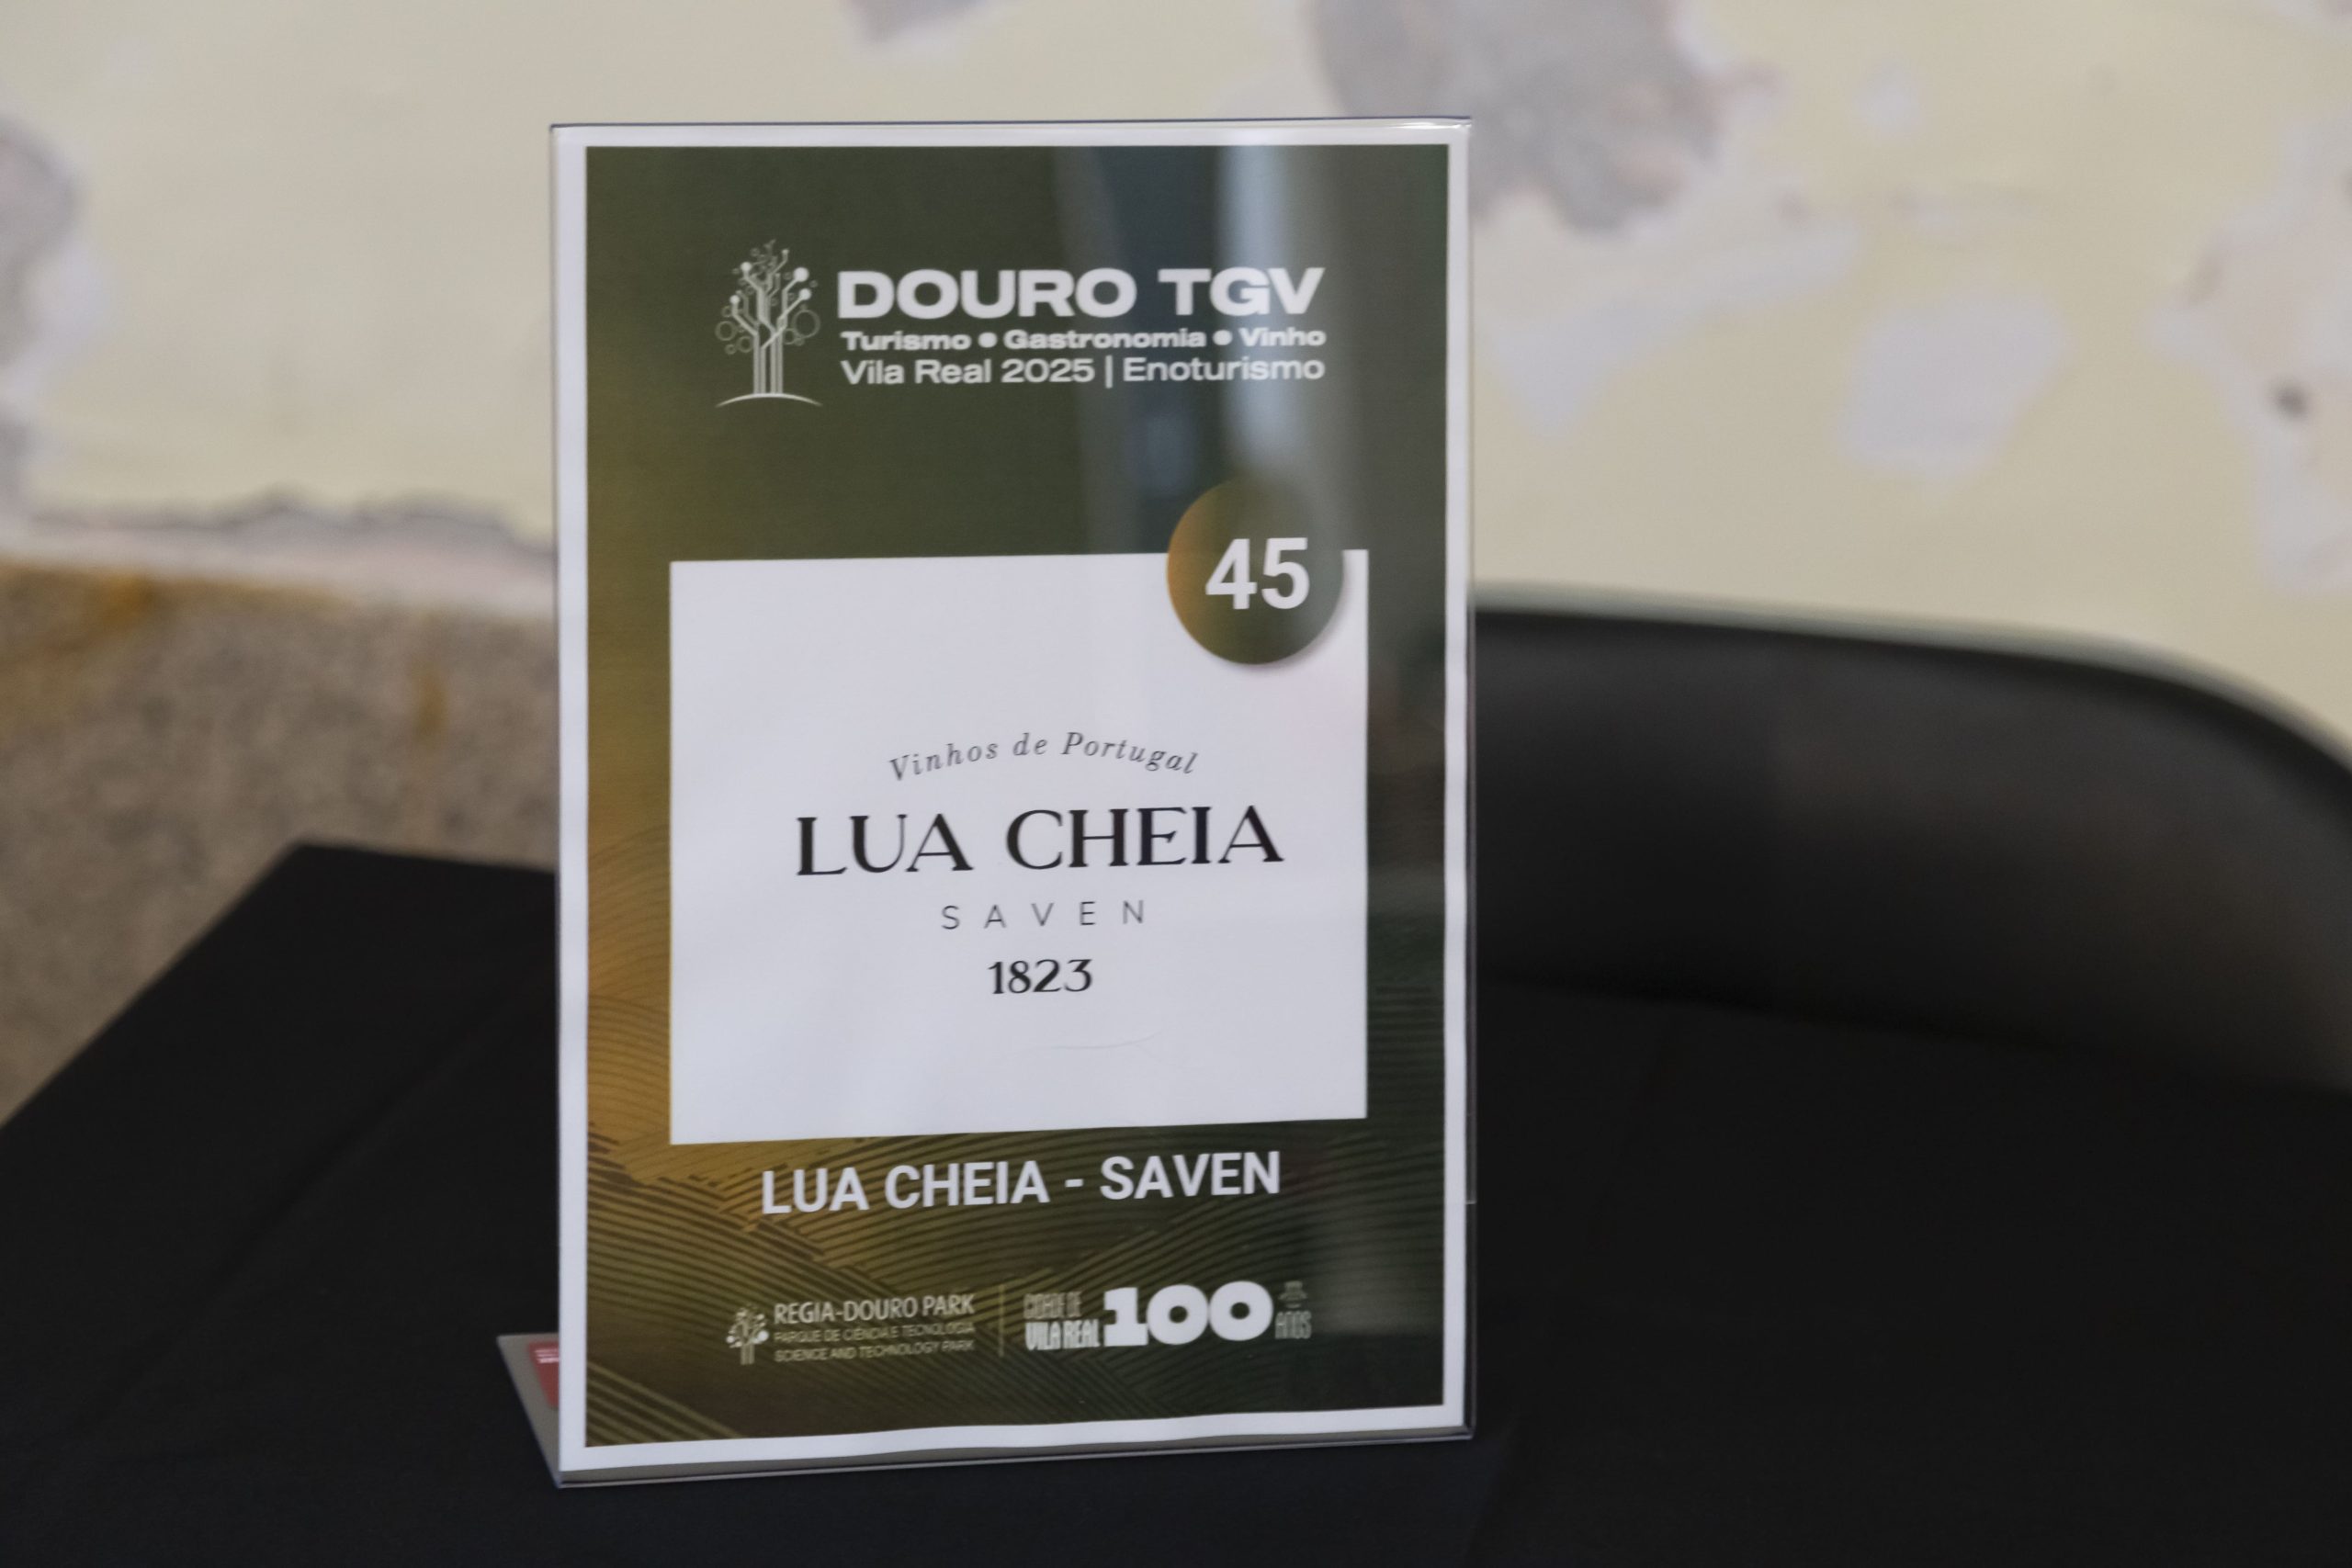 DOURO TGV
Turismo • Gastronomia • Vinho
Vila Real 2025 | Enoturismo
45
Vinhos de Portugal
LUA CHEIA
SAVEN
1823
LUA CHEIA - SAVEN
REGIA-DOURO PARK
PARQUE DE CIÊNCIA E TECNOLOGIA
SCIENCE AND TECHNOLOGY PARK
CIDADE DE
VILA REAL
100
ANOS